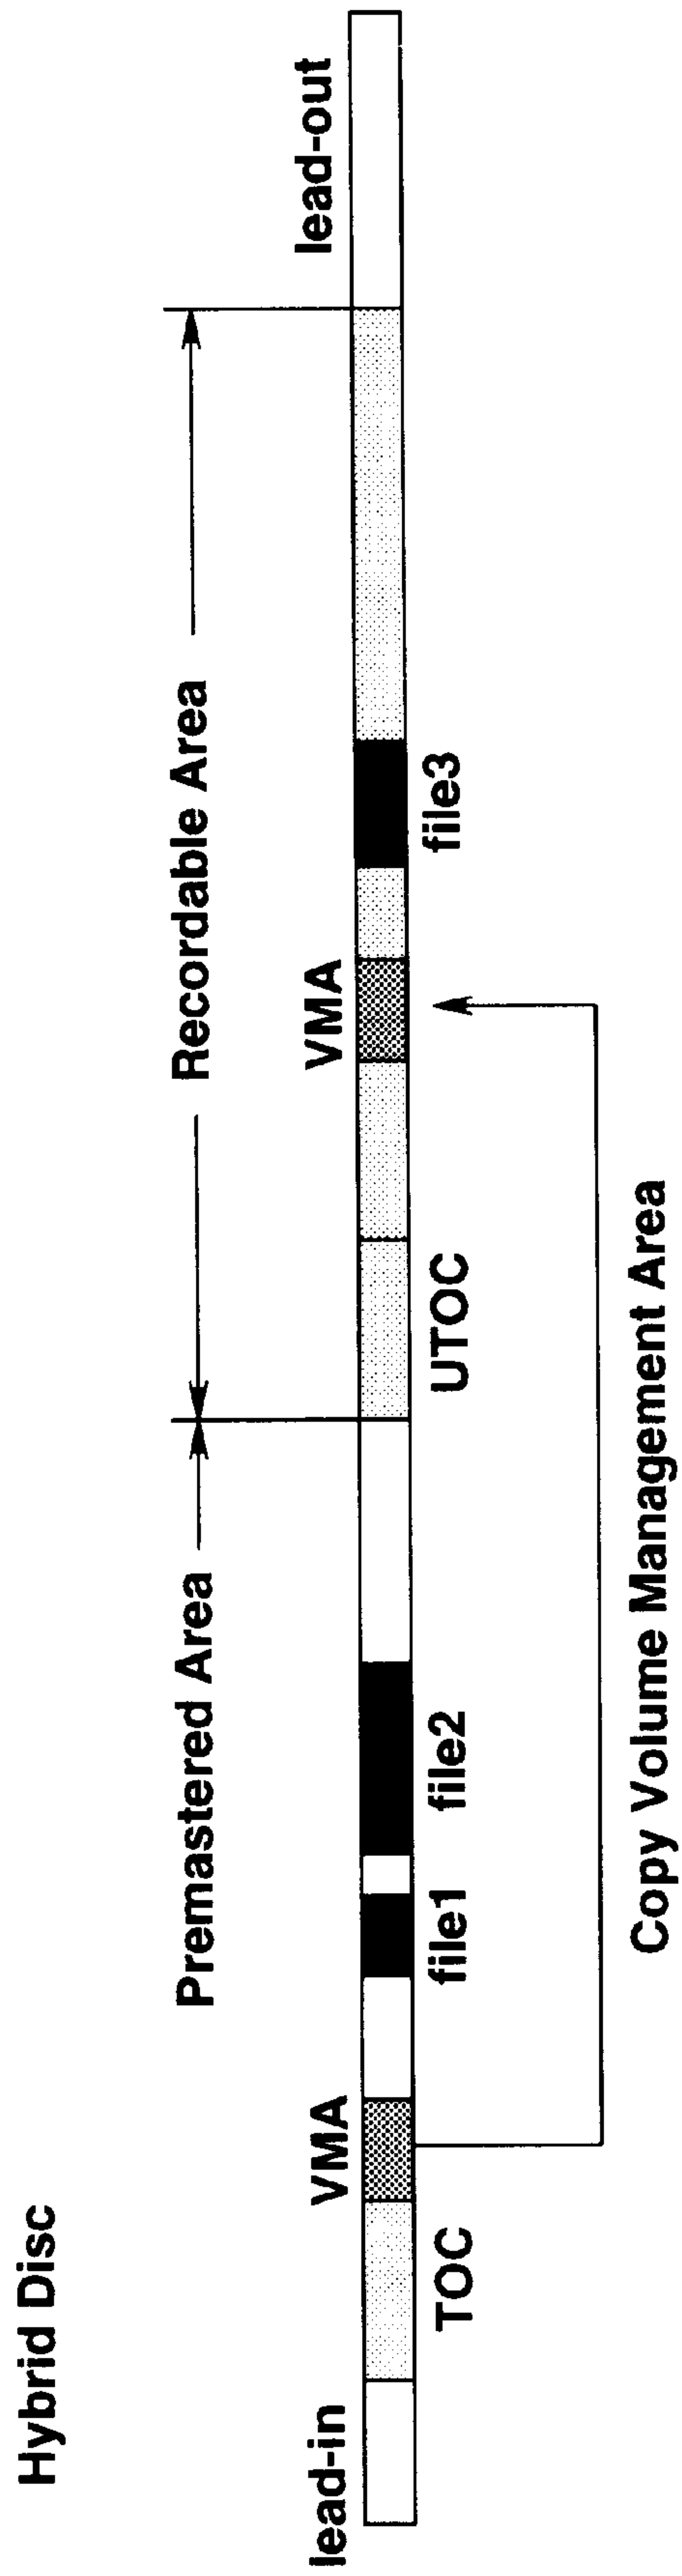 Hybrid Disc
Premastered Area
Recordable Area
lead-in
VMA
VMA
lead-out
TOC
file1
file2
UTOC
file3
Copy Volume Management Area